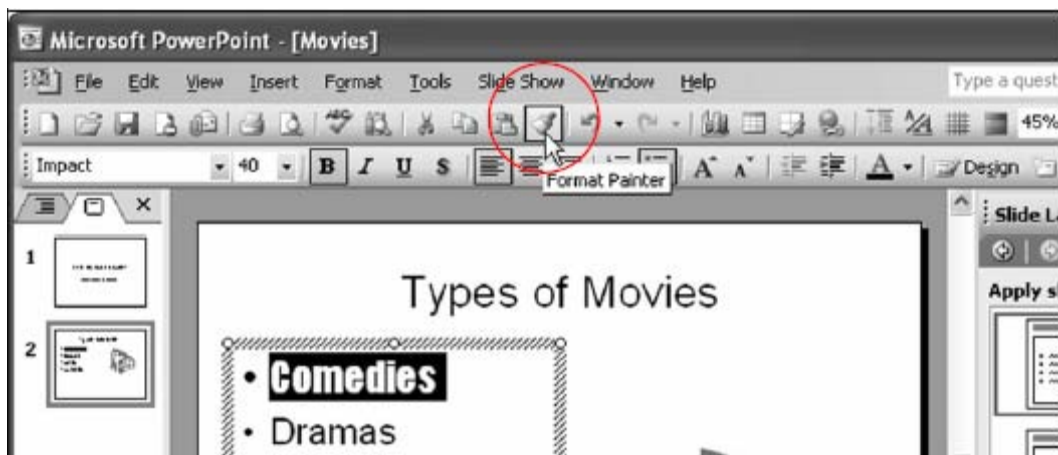 Microsoft PowerPoint - [Movies]
File Edit View Insert Format Tools Slide Show Window Help Type a quest
ABC 45%
Impact 40 B I U S A A A Design
Format Painter
Slide L
1
Apply s
Types of Movies
2
• Comedies
• Dramas